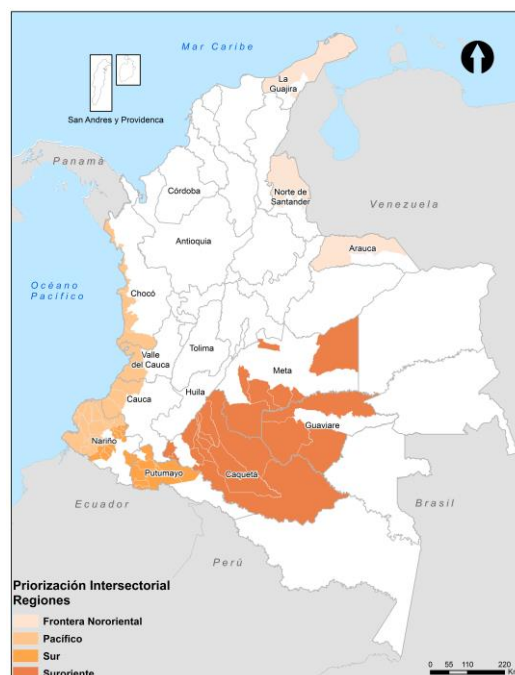 Mar Caribe
La
Guajira
San Andres y Providenca
Panamá
Córdoba
Norte de
Santander
Venezuela
Antioquia
Arauca
Océano
Pacífico
Chocó
Valle
del Cauca
Tolima
Meta
Cauca
Huila
Nariño
Guaviare
Putumayo
Caquetá
Ecuador
Brasil
Perú
Priorización Intersectorial
Regiones
Frontera Nororiental
Pacífico
Sur
Suroriente
0 55 110 220